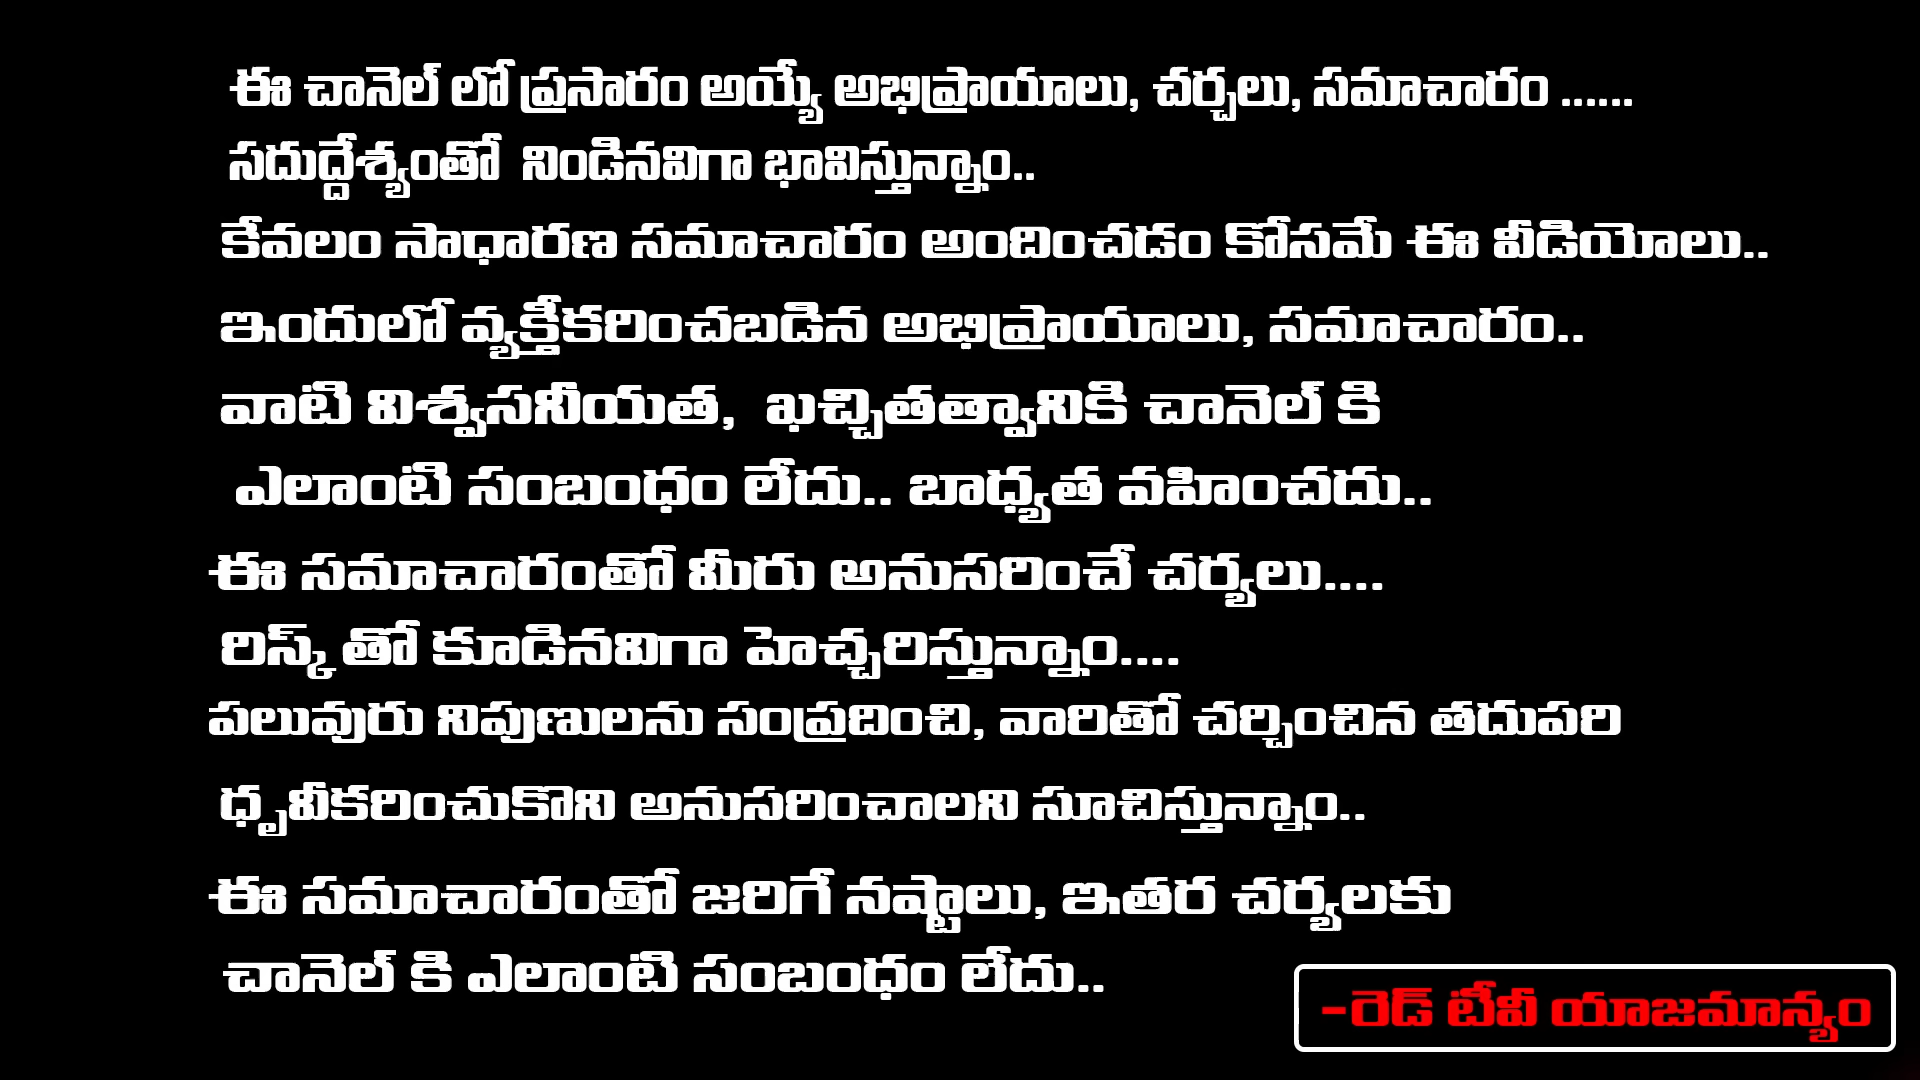 ఈ చానెల్ లో ప్రసారం అయ్యే అభిప్రాయాలు, చర్చలు, సమాచారం ......
సదుద్దేశ్యంతో నిండినవిగా భావిస్తున్నాం..
కేవలం సాధారణ సమాచారం అందించడం కోసమే ఈ వీడియోలు..
ఇందులో వ్యక్తీకరించబడిన అభిప్రాయాలు, సమాచారం..
వాటి విశ్వసనీయత, ఖచ్చితత్వానికి చానెల్ కి
ఎలాంటి సంబంధం లేదు.. బాధ్యత వహించదు..
ఈ సమాచారంతో మీరు అనుసరించే చర్యలు....
రిస్క్ తో కూడినవిగా హెచ్చరిస్తున్నాం....
పలువురు నిపుణులను సంప్రదించి, వారితో చర్చించిన తదుపరి
ధృవీకరించుకొని అనుసరించాలని సూచిస్తున్నాం..
ఈ సమాచారంతో జరిగే నష్టాలు, ఇతర చర్యలకు
చానెల్ కి ఎలాంటి సంబంధం లేదు..
-రెడ్ టీవీ యాజమాన్యం